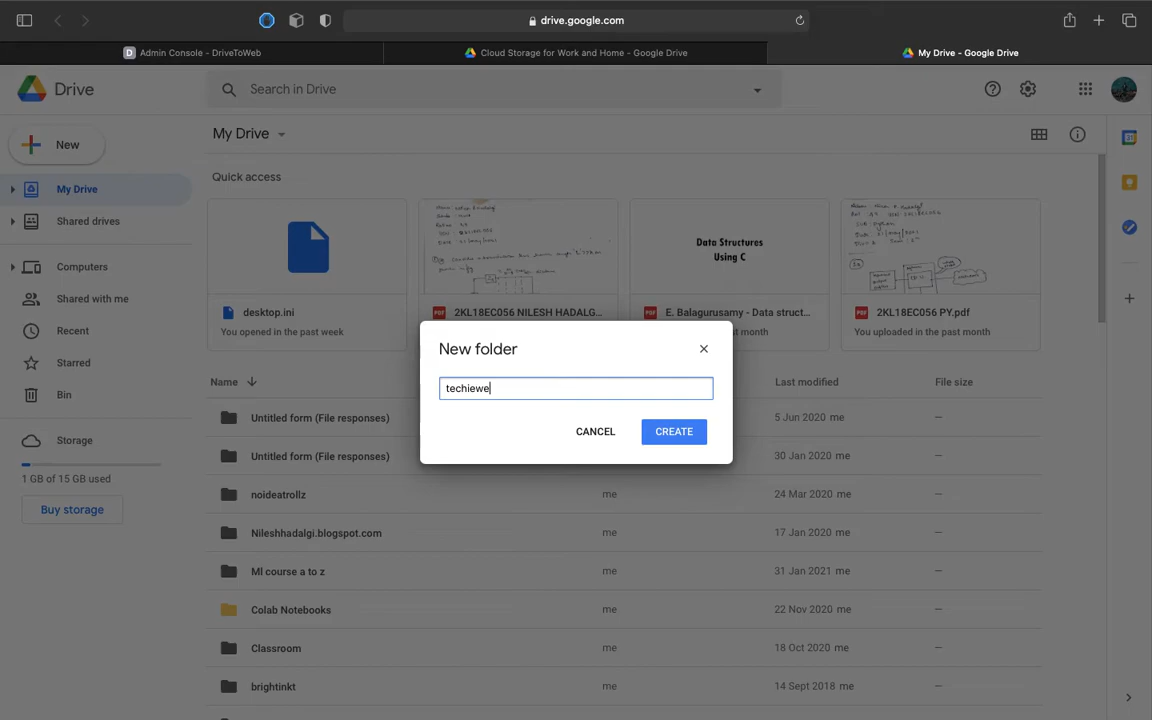 drive.google.com
D Admin Console - DriveToWeb
Cloud Storage for Work and Home - Google Drive
My Drive - Google Drive
Drive
Search in Drive
New
My Drive
Shared drives
Computers
Shared with me
Recent
Starred
Bin
Storage
1 GB of 15 GB used
Buy storage
My Drive
Quick access
desktop.ini
You opened in the past week
2KL18EC056 NILESH HADALG...
Data Structures
Using C
E. Balagurusamy - Data struct...
st month
2KL18EC056 PY.pdf
You uploaded in the past month
New folder
techiewe
CANCEL
CREATE
Name
Last modified
File size
Untitled form (File responses)
5 Jun 2020 me
—
Untitled form (File responses)
30 Jan 2020 me
—
noideatrollz
me
24 Mar 2020 me
—
Nileshhadalgi.blogspot.com
me
17 Jan 2020 me
—
Ml course a to z
me
31 Jan 2021 me
—
Colab Notebooks
me
22 Nov 2020 me
—
Classroom
me
18 Oct 2020 me
—
brightinkt
me
14 Sept 2018 me
—